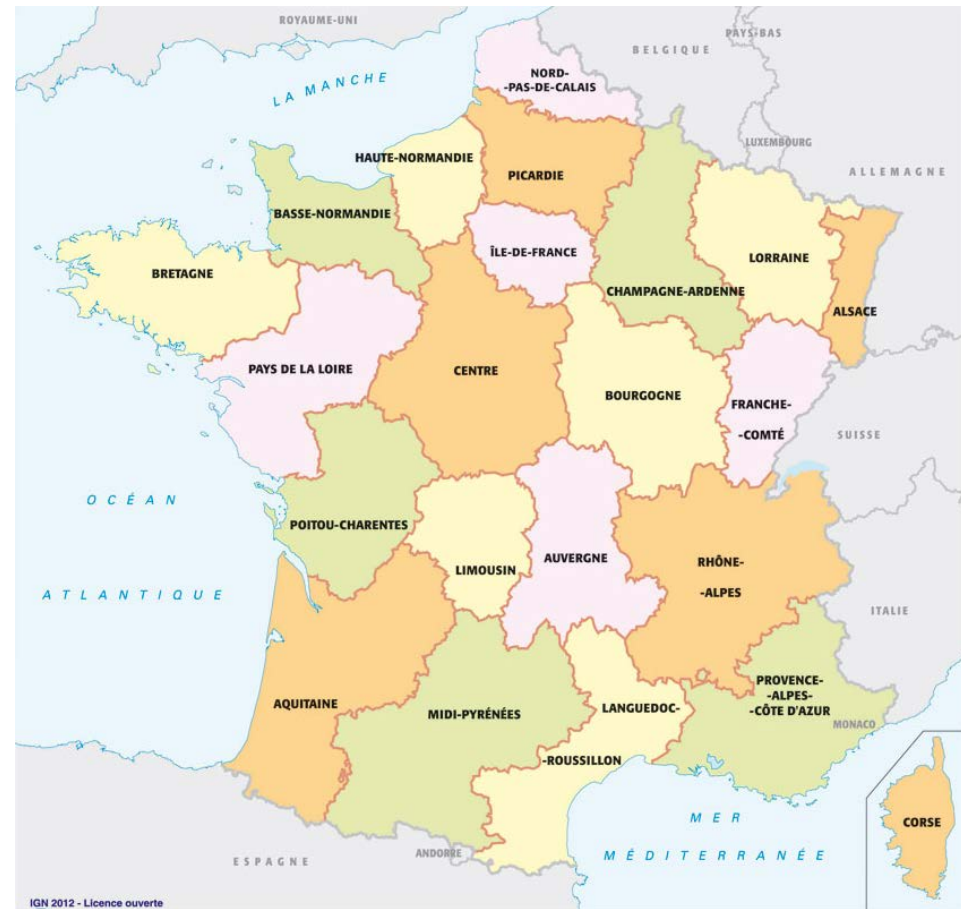 ROYAUME-UNI
PAYS-BAS
BELGIQUE
LA MANCHE
NORD-
-PAS-DE-CALAIS
LUXEMBOURG
HAUTE-NORMANDIE
PICARDIE
ALLEMAGNE
BASSE-NORMANDIE
ÎLE-DE-FRANCE
LORRAINE
BRETAGNE
CHAMPAGNE-ARDENNE
ALSACE
PAYS DE LA LOIRE
CENTRE
BOURGOGNE
FRANCHE-
-COMTÉ
SUISSE
OCÉAN
POITOU-CHARENTES
AUVERGNE
LIMOUSIN
RHÔNE-
-ALPES
ATLANTIQUE
ITALIE
PROVENCE-
-ALPES-
-CÔTE D'AZUR
AQUITAINE
MIDI-PYRÉNÉES
LANGUEDOC-
-ROUSSILLON
MONACO
MER
MÉDITERRANÉE
CORSE
ESPAGNE
ANDORRE
IGN 2012 - Licence ouverte